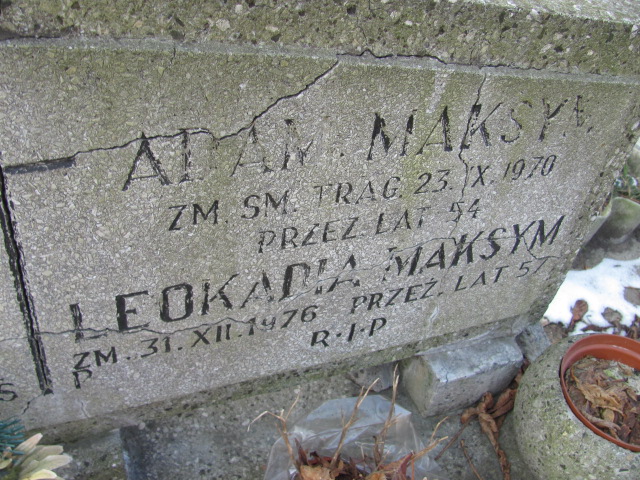 ADAM MAKSYM
ZM. SM. TRAG. 23. IX. 1970
PRZEŻ. LAT 54
LEOKADIA MAKSYM
ZM. 31. XII. 1976 PRZEŻ. LAT 57
R·I·P